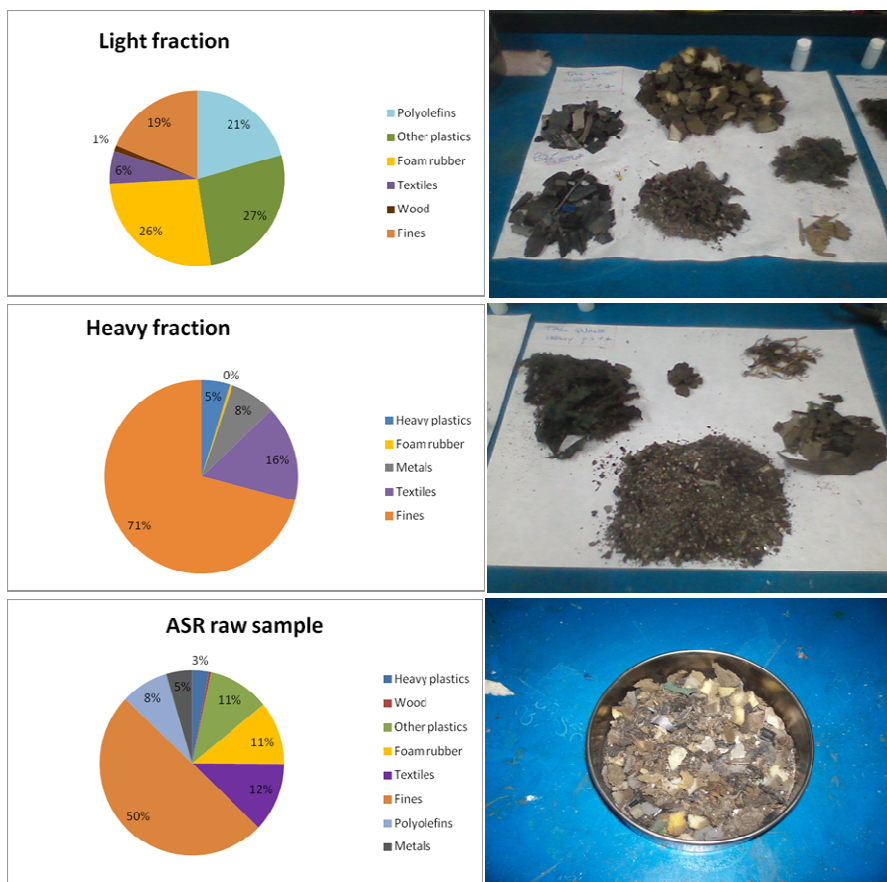 Light fraction
21%
27%
26%
6%
1%
19%
Polyolefins
Other plastics
Foam rubber
Textiles
Wood
Fines
Heavy fraction
0%
5%
8%
16%
71%
Heavy plastics
Foam rubber
Metals
Textiles
Fines
ASR raw sample
3%
11%
11%
12%
50%
8%
5%
Heavy plastics
Wood
Other plastics
Foam rubber
Textiles
Fines
Polyolefins
Metals